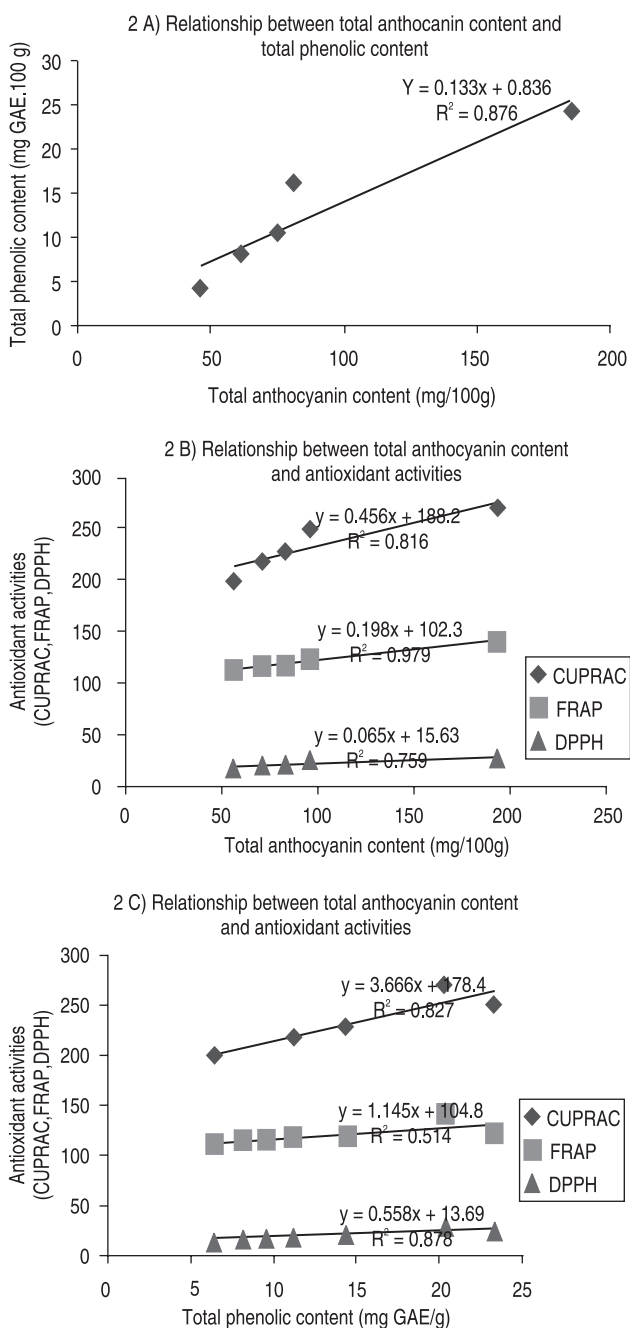 2 A) Relationship between total anthocanin content and
total phenolic content
Total phenolic content (mg GAE.100 g)
30
25
20
15
10
5
0
Y = 0.133x + 0.836
R² = 0.876
0
50
100
150
200
Total anthocyanin content (mg/100g)
2 B) Relationship between total anthocyanin content
and antioxidant activities
Antioxidant activities
(CUPRAC,FRAP,DPPH)
300
250
200
150
100
50
0
y = 0.456x + 188.2
R² = 0.816
y = 0.198x + 102.3
R² = 0.979
y = 0.065x + 15.63
R² = 0.759
CUPRAC
FRAP
DPPH
0
50
100
150
200
250
Total anthocyanin content (mg/100g)
2 C) Relationship between total anthocyanin content
and antioxidant activities
Antioxidant activities
(CUPRAC,FRAP,DPPH)
300
250
200
150
100
50
0
y = 3.666x + 178.4
R² = 0.827
y = 1.145x + 104.8
R² = 0.514
y = 0.558x + 13.69
R² = 0.878
CUPRAC
FRAP
DPPH
0
5
10
15
20
25
Total phenolic content (mg GAE/g)